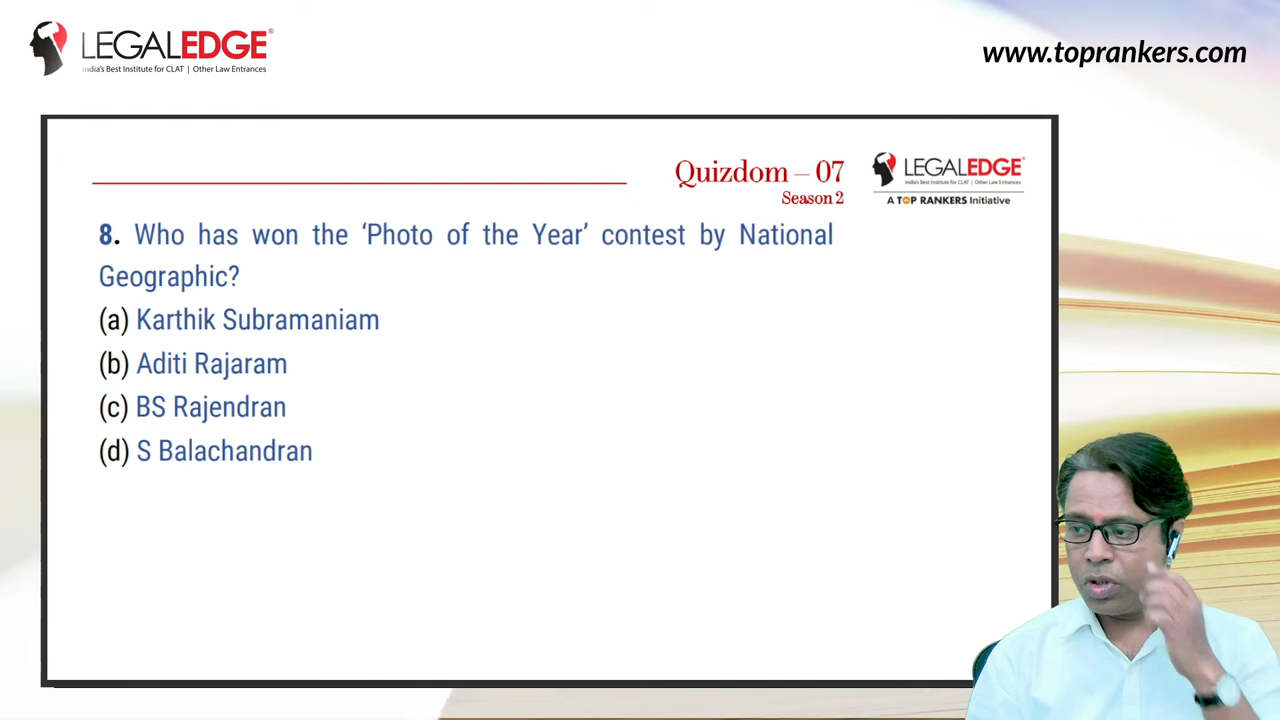 LEGALEDGE
India's Best Institute for CLAT | Other Law Entrances
www.toprankers.com
Quizdom – 07
Season 2
LEGALEDGE
India's Best Institute for CLAT | Other Law Entrances
A TOP RANKERS Initiative
8. Who has won the ‘Photo of the Year’ contest by National
Geographic?
(a) Karthik Subramaniam
(b) Aditi Rajaram
(c) BS Rajendran
(d) S Balachandran